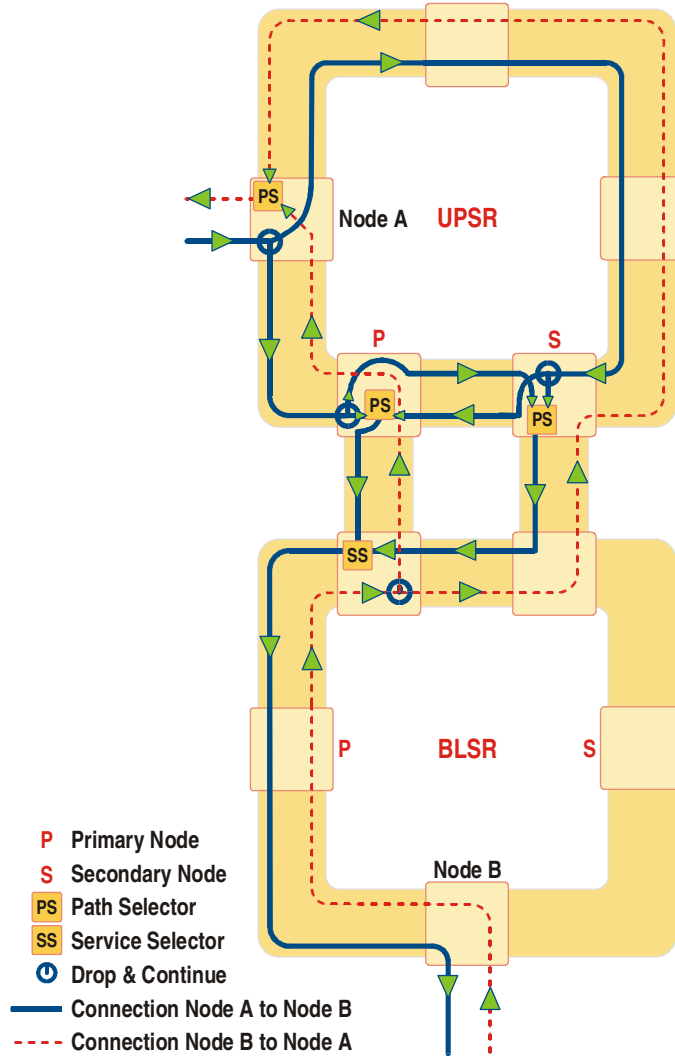 PS
Node A
UPSR
P
S
PS
PS
SS
P
BLSR
S
Node B
P Primary Node
S Secondary Node
PS Path Selector
SS Service Selector
Drop & Continue
Connection Node A to Node B
Connection Node B to Node A